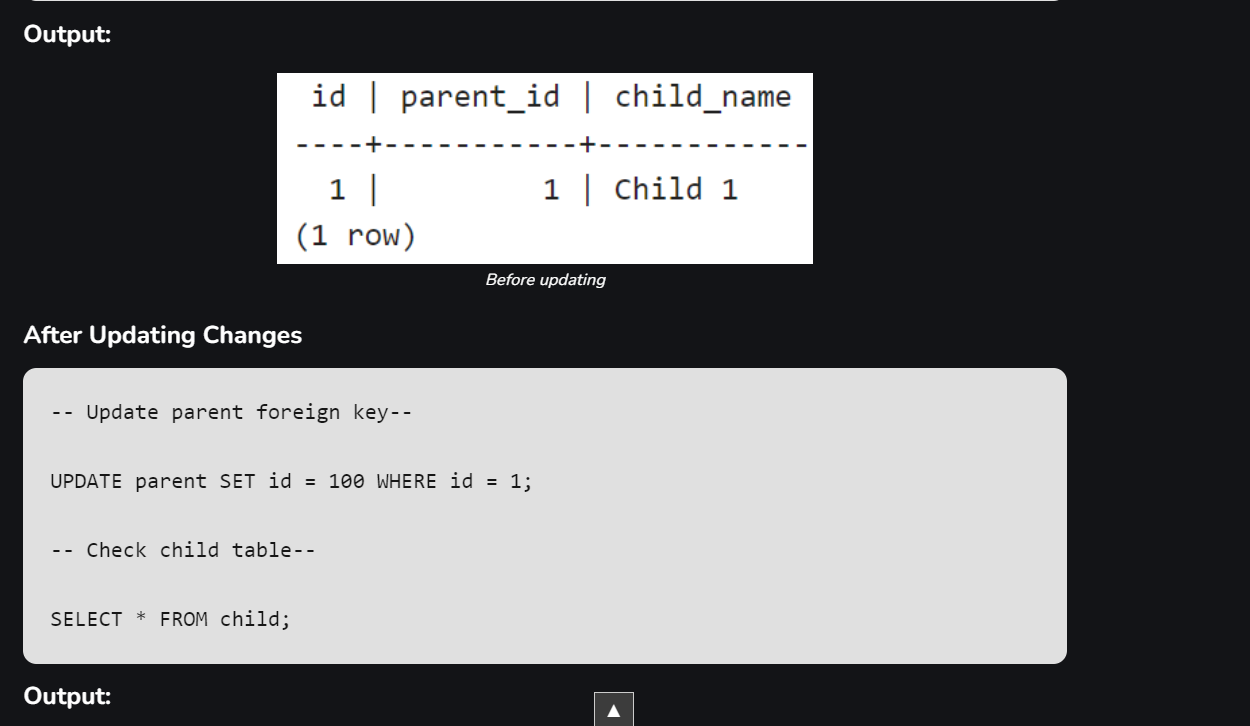 Output:
id | parent_id | child_name
----+-----------+------------
1 | 1 | Child 1
(1 row)
Before updating
After Updating Changes
-- Update parent foreign key--
UPDATE parent SET id = 100 WHERE id = 1;
-- Check child table--
SELECT * FROM child;
Output:
▲